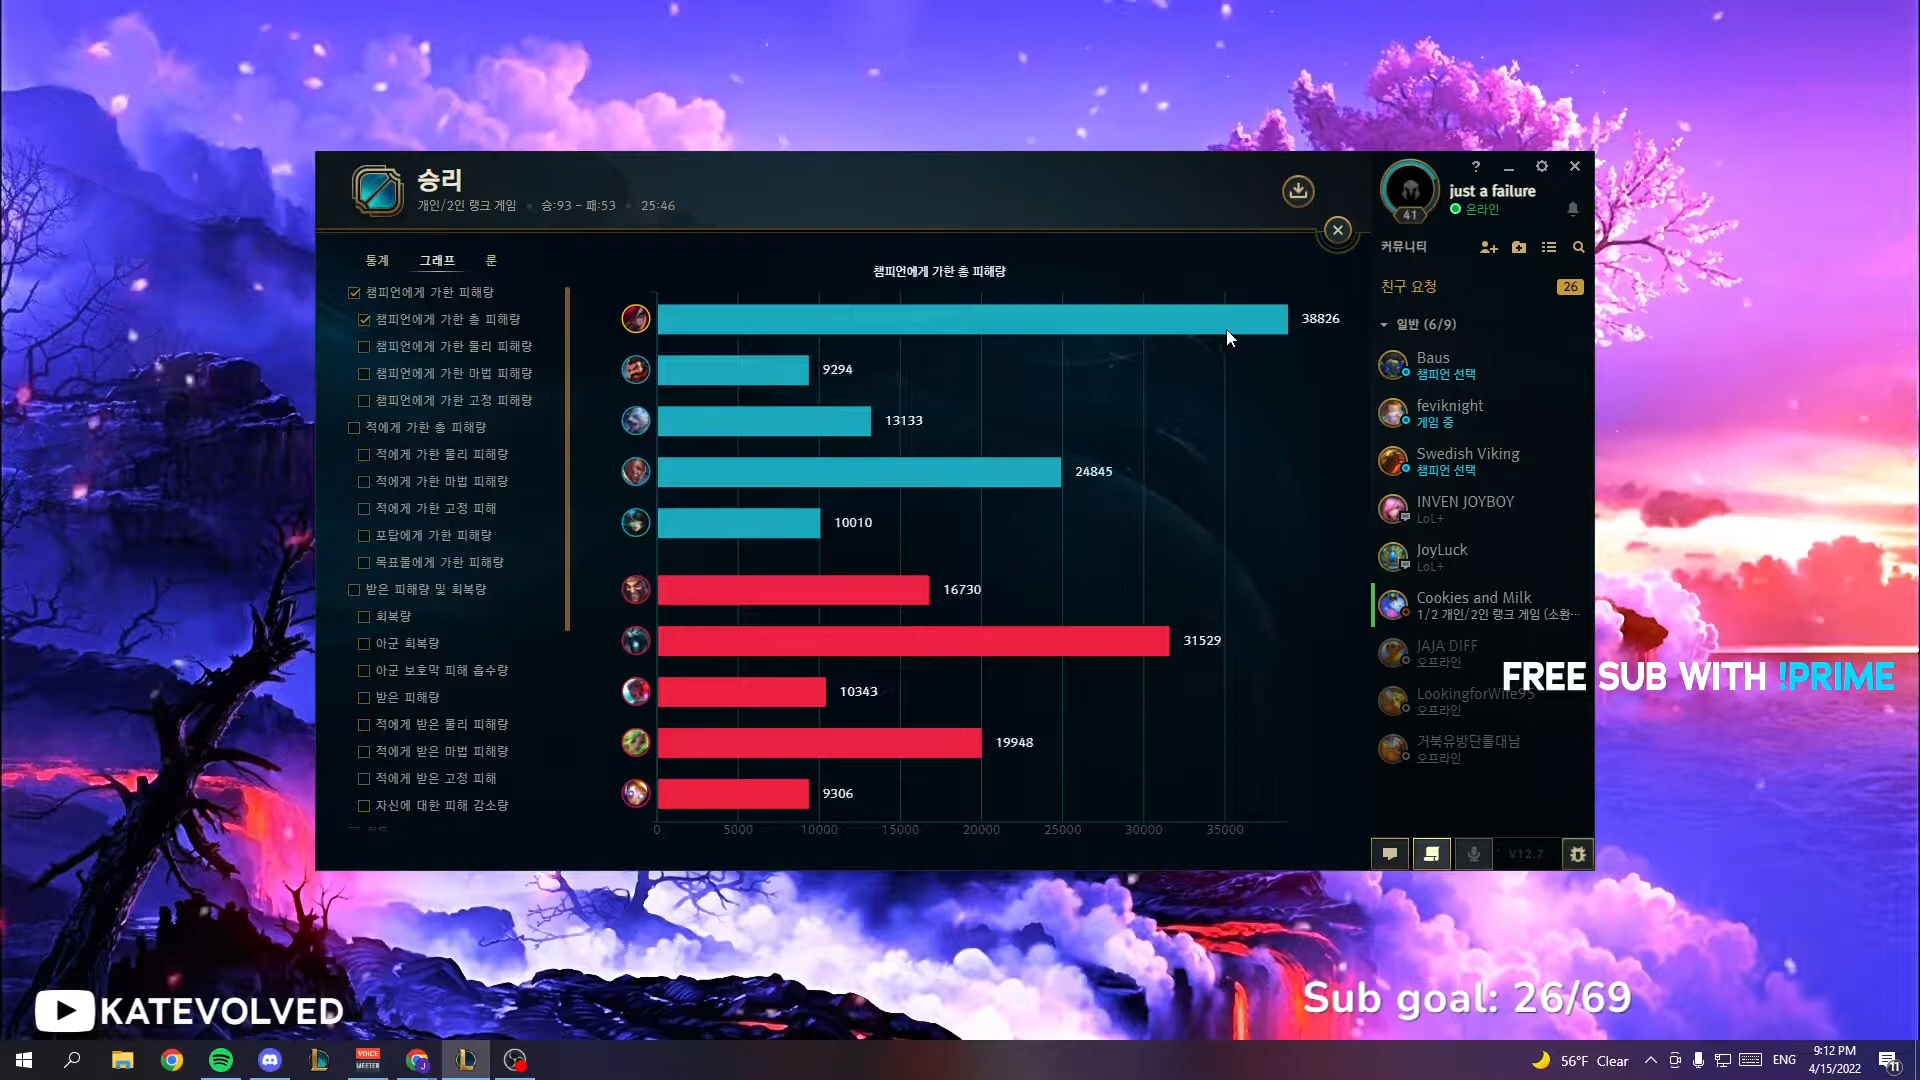 승리
개인/2인 랭크 게임 승:93 - 패:53 25:46
통계 그래프 룬
챔피언에게 가한 피해량
챔피언에게 가한 총 피해량
챔피언에게 가한 물리 피해량
챔피언에게 가한 마법 피해량
챔피언에게 가한 고정 피해량
적에게 가한 총 피해량
적에게 가한 물리 피해량
적에게 가한 마법 피해량
적에게 가한 고정 피해
포탑에게 가한 피해량
목표물에 가한 피해량
받은 피해량 및 회복량
회복량
아군 회복량
아군 보호막 피해 흡수량
받은 피해량
적에게 받은 물리 피해량
적에게 받은 마법 피해량
적에게 받은 고정 피해
자신에 대한 피해 감소량
챔피언에게 가한 총 피해량
38826
9294
13133
24845
10010
16730
31529
10343
19948
9306
0 5000 10000 15000 20000 25000 30000 35000
?
just a failure
온라인
41
커뮤니티
친구 요청 26
일반 (6/9)
Baus
챔피언 선택
feviknight
게임 중
Swedish Viking
챔피언 선택
INVEN JOYBOY
LoL+
JoyLuck
LoL+
Cookies and Milk
1/2 개인/2인 랭크 게임 (소환...
JAJA DIFF
오프라인
LookingforWife95
오프라인
거북유방단를대남
오프라인
V12.7
FREE SUB WITH !PRIME
Sub goal: 26/69
KATEVOLVED
VOICE
MEETER
56°F Clear
ENG
9:12 PM
4/15/2022
11